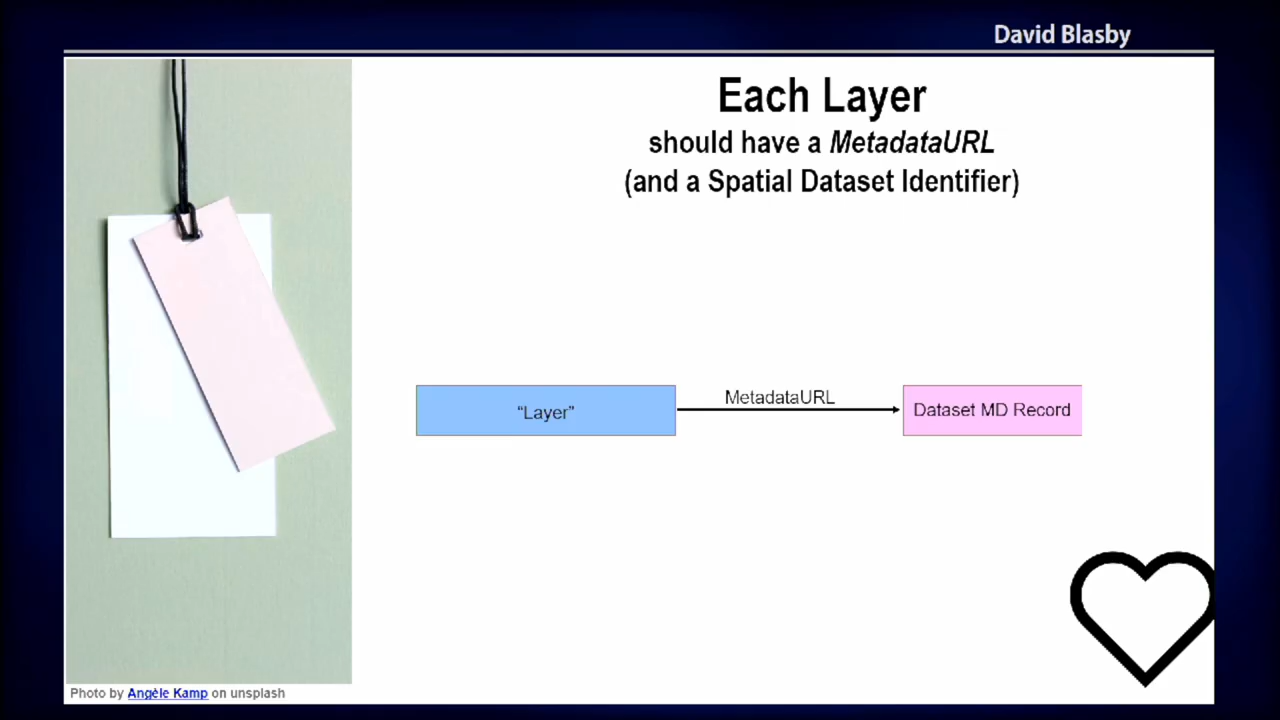 David Blasby
Each Layer
should have a MetadataURL
(and a Spatial Dataset Identifier)
“Layer”
MetadataURL
Dataset MD Record
Photo by Angèle Kamp on unsplash